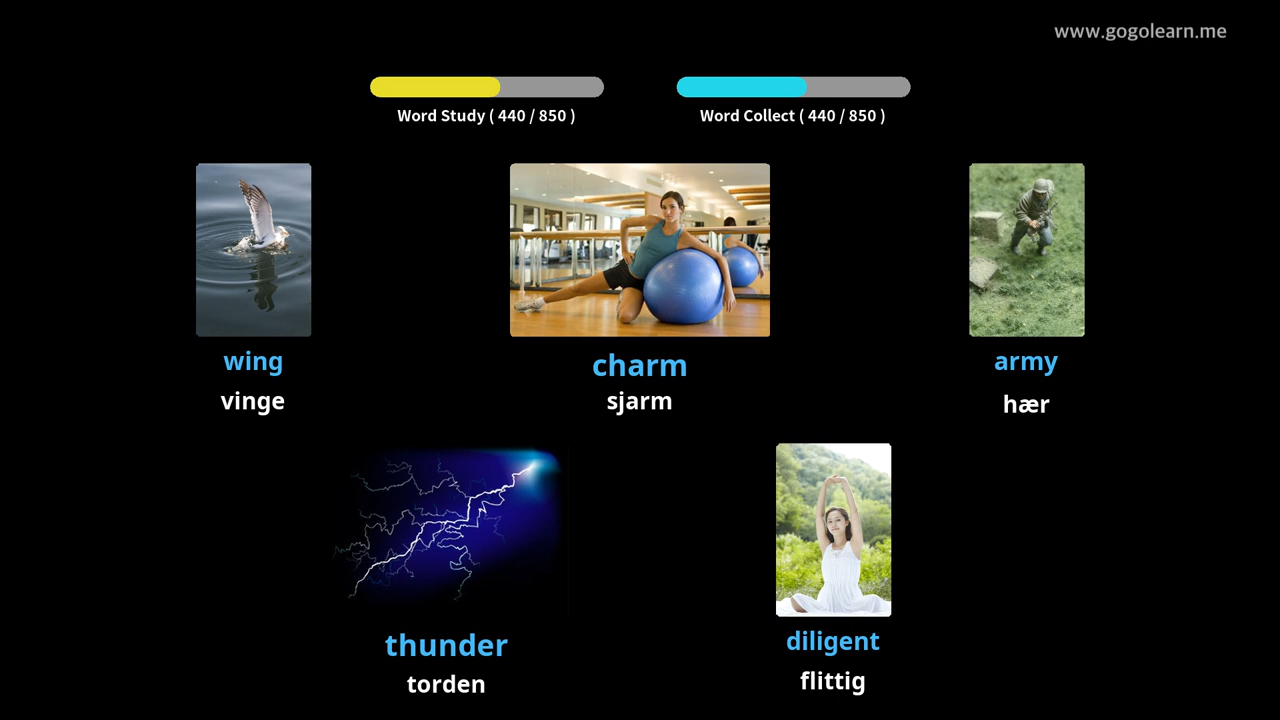 www.gogolearn.me
Word Study ( 440 / 850 )
Word Collect ( 440 / 850 )
wing
vinge
charm
sjarm
army
hær
thunder
torden
diligent
flittig